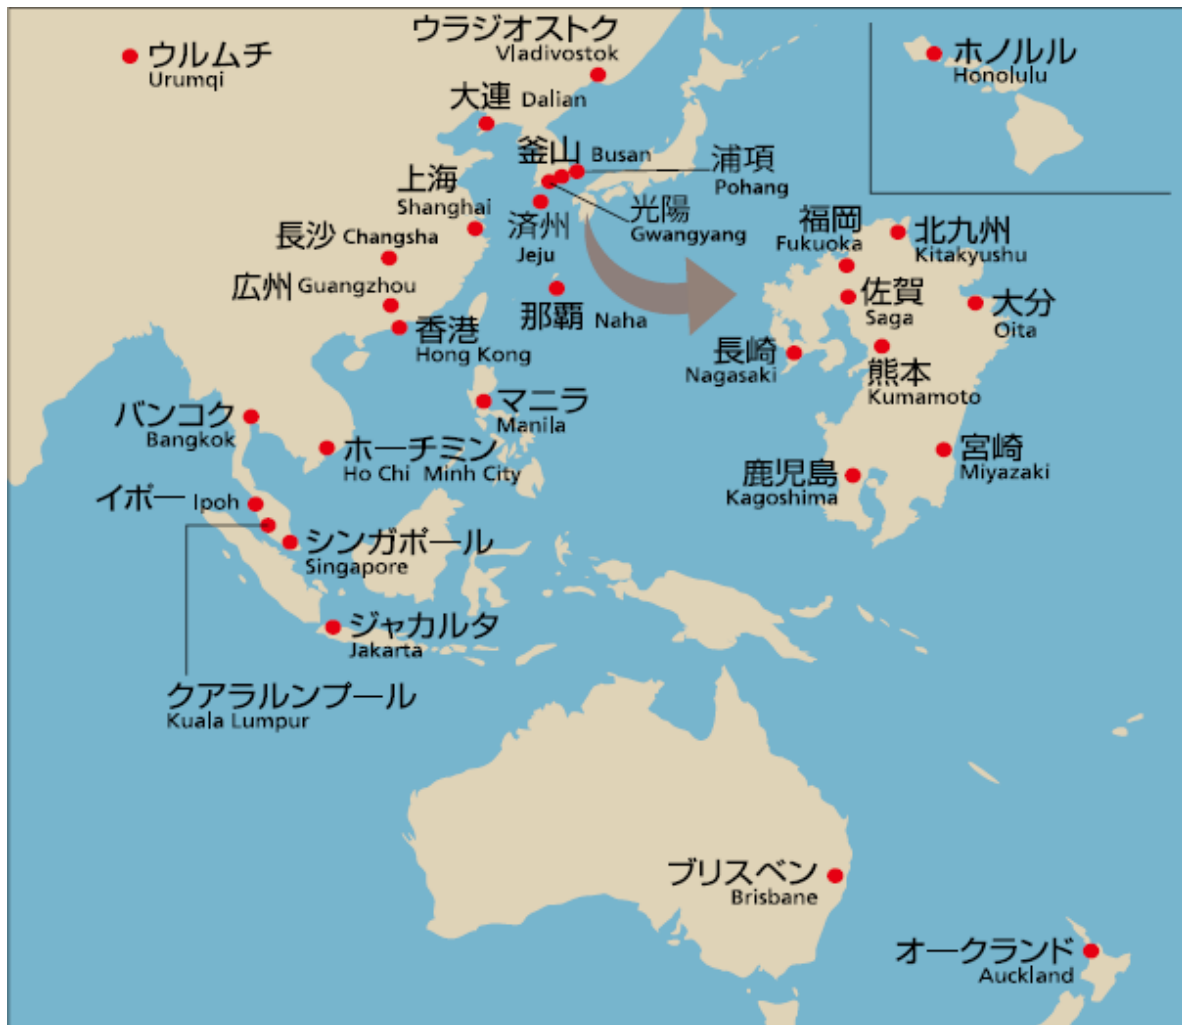 ウラジオストク
Vladivostok
ウルムチ
Urumqi
ホノルル
Honolulu
大連 Dalian
釜山 Busan
浦項
Pohang
上海
Shanghai
光陽
Gwangyang
済州
Jeju
長沙 Changsha
福岡
Fukuoka
北九州
Kitakyushu
広州 Guangzhou
佐賀
Saga
大分
Oita
那覇 Naha
香港
Hong Kong
長崎
Nagasaki
熊本
Kumamoto
マニラ
Manila
バンコク
Bangkok
ホーチミン
Ho Chi Minh City
宮崎
Miyazaki
鹿児島
Kagoshima
イポー Ipoh
シンガポール
Singapore
ジャカルタ
Jakarta
クアラルンプール
Kuala Lumpur
ブリスベン
Brisbane
オークランド
Auckland